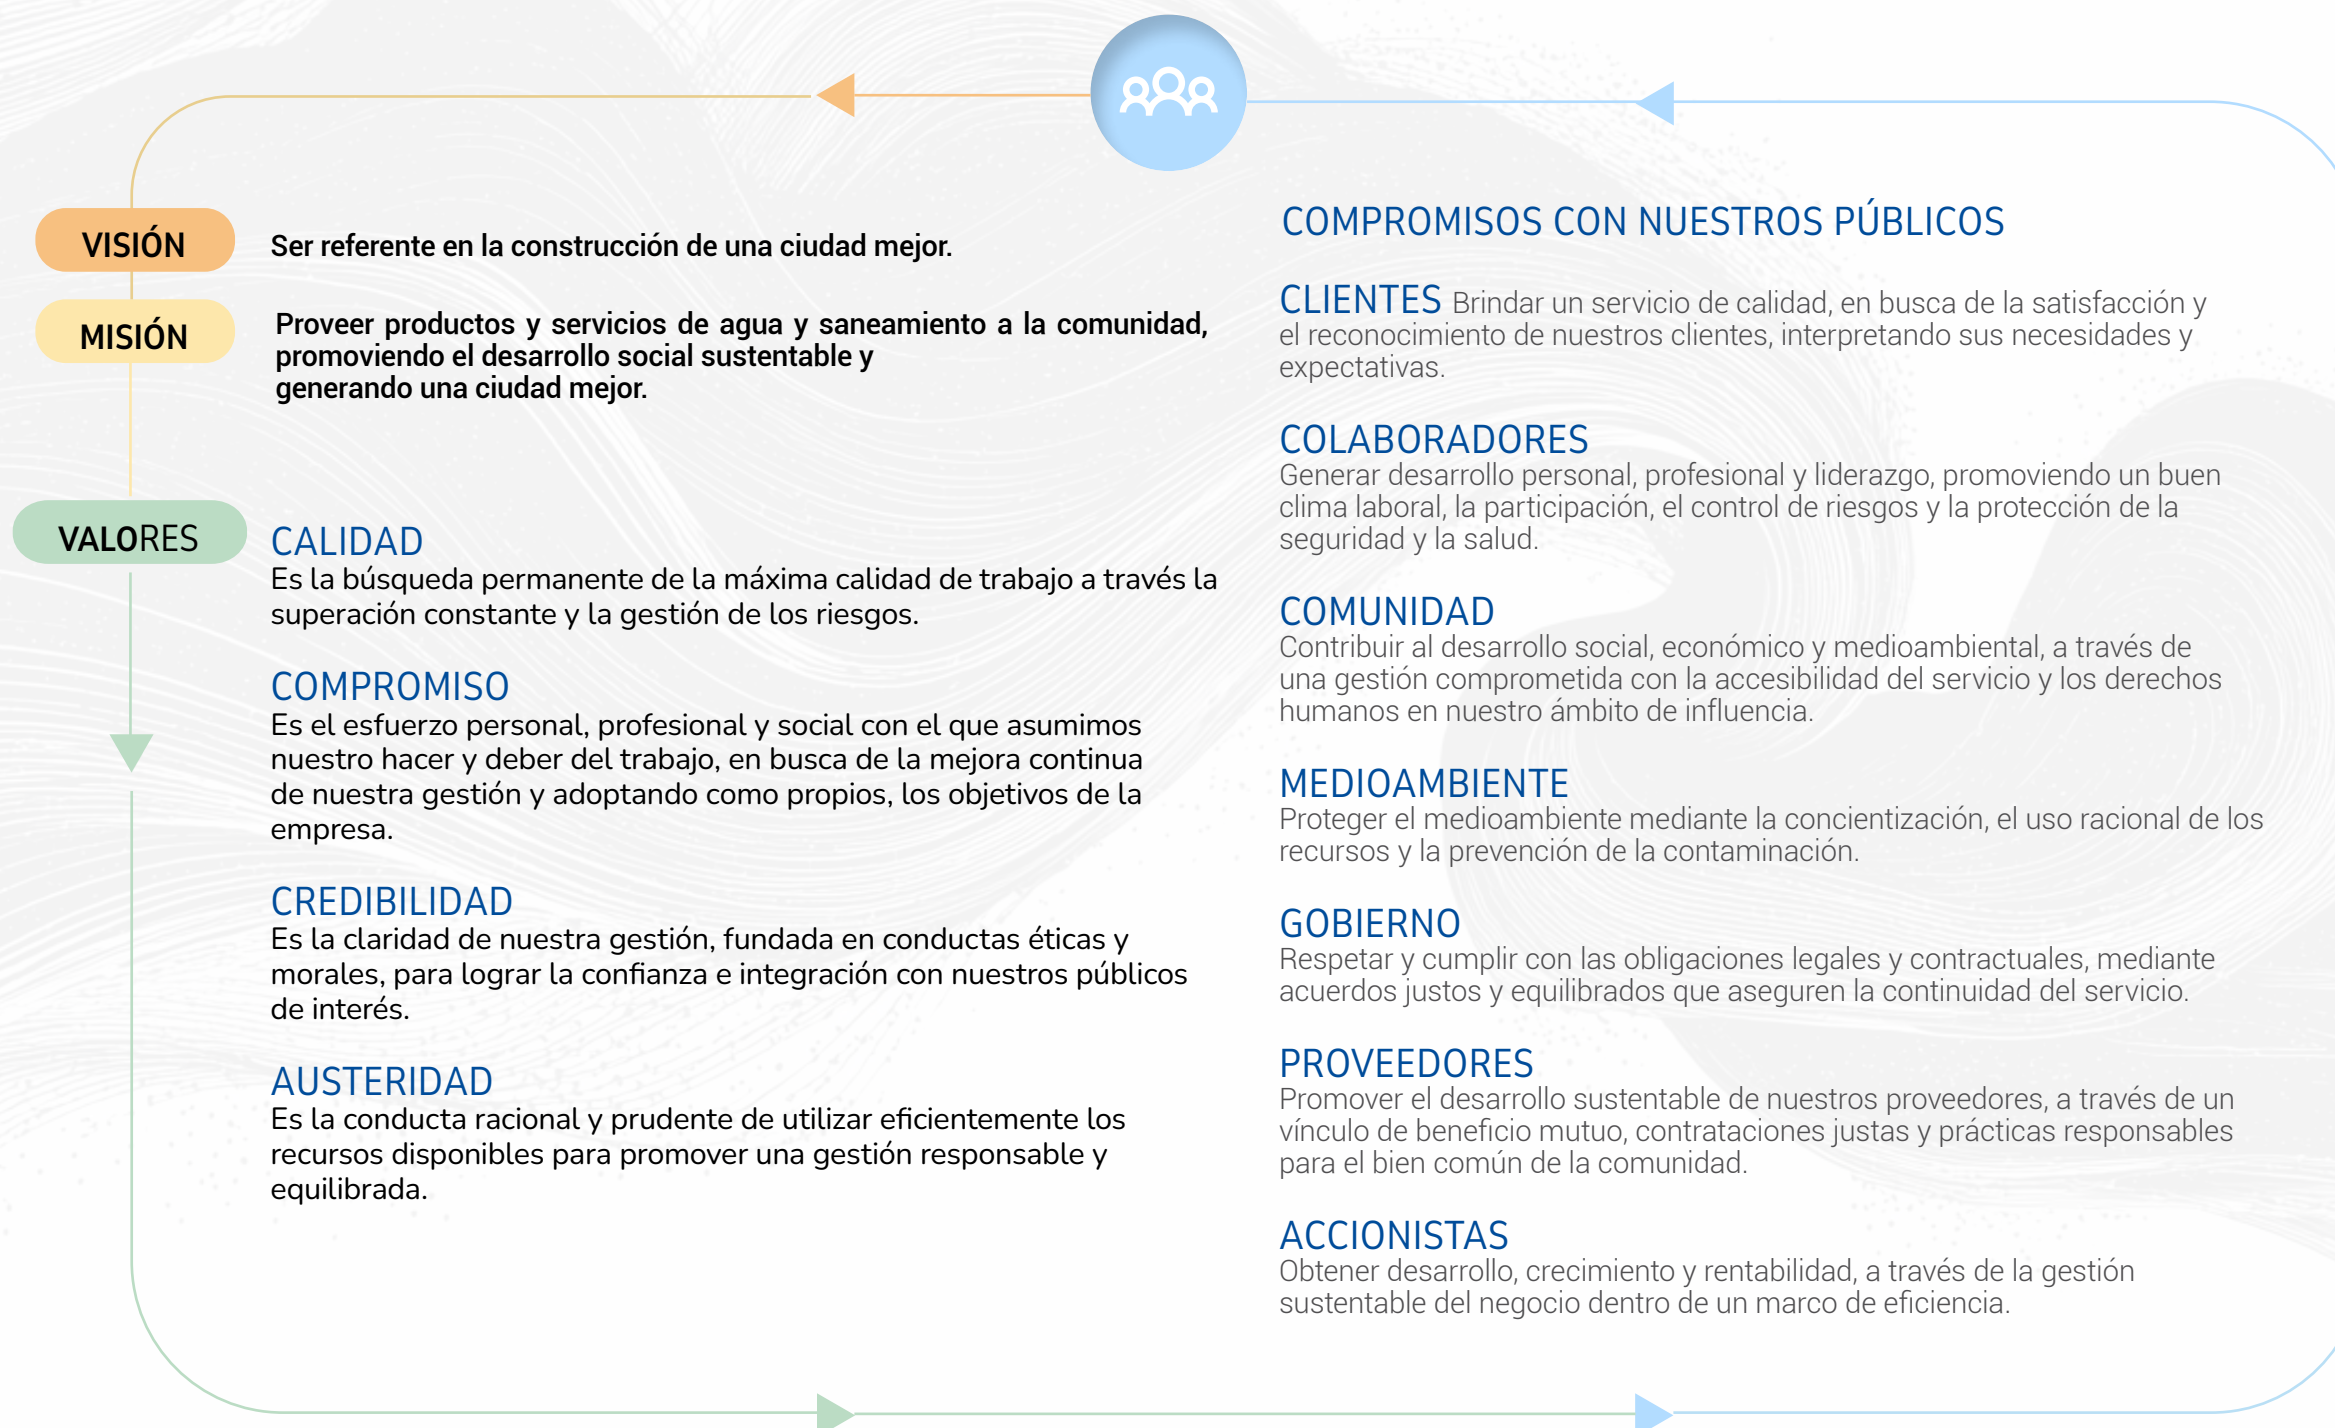 VISIÓN
Ser referente en la construcción de una ciudad mejor.
MISIÓN
Proveer productos y servicios de agua y saneamiento a la comunidad,
promoviendo el desarrollo social sustentable y
generando una ciudad mejor.
VALORES
CALIDAD
Es la búsqueda permanente de la máxima calidad de trabajo a través la
superación constante y la gestión de los riesgos.
COMPROMISO
Es el esfuerzo personal, profesional y social con el que asumimos
nuestro hacer y deber del trabajo, en busca de la mejora continua
de nuestra gestión y adoptando como propios, los objetivos de la
empresa.
CREDIBILIDAD
Es la claridad de nuestra gestión, fundada en conductas éticas y
morales, para lograr la confianza e integración con nuestros públicos
de interés.
AUSTERIDAD
Es la conducta racional y prudente de utilizar eficientemente los
recursos disponibles para promover una gestión responsable y
equilibrada.
COMPROMISOS CON NUESTROS PÚBLICOS
CLIENTES Brindar un servicio de calidad, en busca de la satisfacción y
el reconocimiento de nuestros clientes, interpretando sus necesidades y
expectativas.
COLABORADORES
Generar desarrollo personal, profesional y liderazgo, promoviendo un buen
clima laboral, la participación, el control de riesgos y la protección de la
seguridad y la salud.
COMUNIDAD
Contribuir al desarrollo social, económico y medioambiental, a través de
una gestión comprometida con la accesibilidad del servicio y los derechos
humanos en nuestro ámbito de influencia.
MEDIOAMBIENTE
Proteger el medioambiente mediante la concientización, el uso racional de los
recursos y la prevención de la contaminación.
GOBIERNO
Respetar y cumplir con las obligaciones legales y contractuales, mediante
acuerdos justos y equilibrados que aseguren la continuidad del servicio.
PROVEEDORES
Promover el desarrollo sustentable de nuestros proveedores, a través de un
vínculo de beneficio mutuo, contrataciones justas y prácticas responsables
para el bien común de la comunidad.
ACCIONISTAS
Obtener desarrollo, crecimiento y rentabilidad, a través de la gestión
sustentable del negocio dentro de un marco de eficiencia.